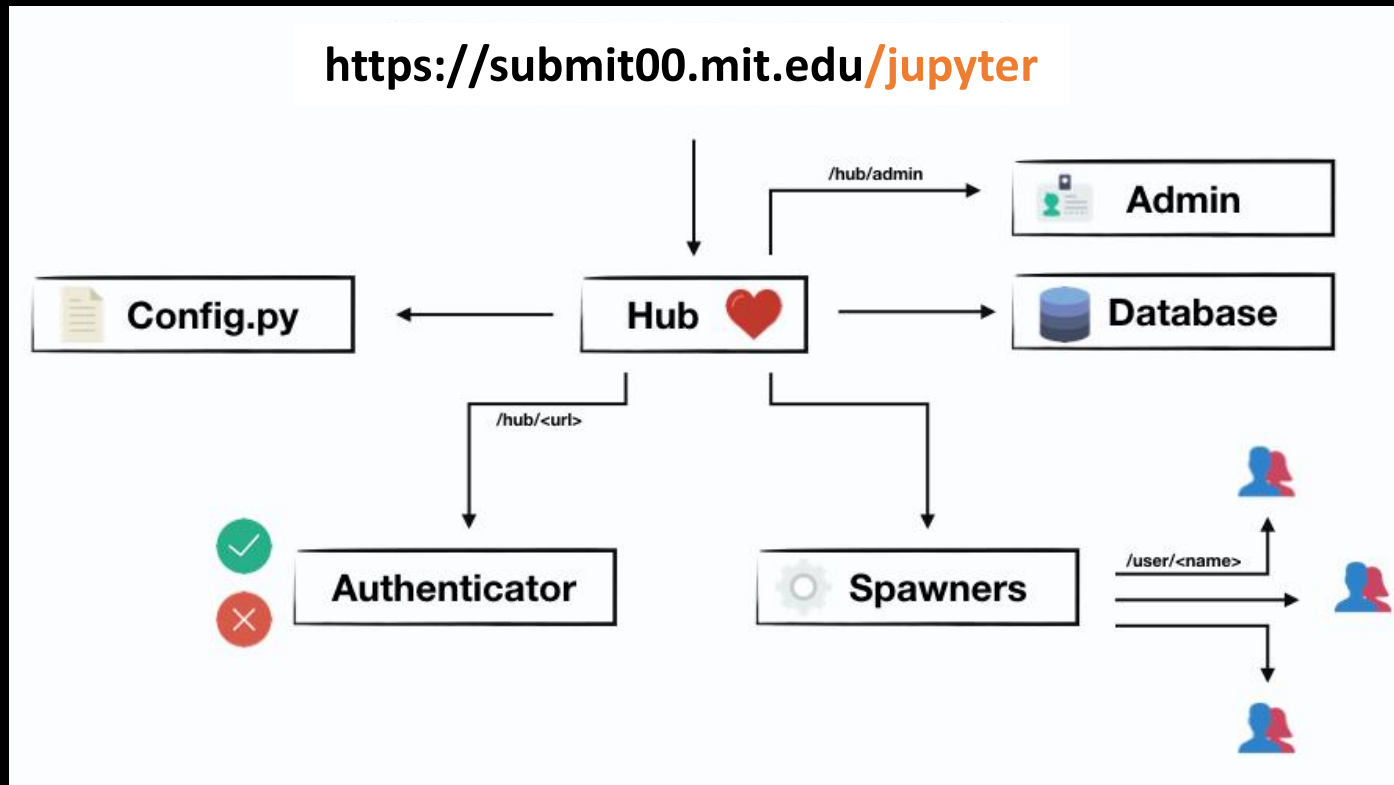 https://submit00.mit.edu/jupyter
/hub/admin
Admin
Config.py
Hub
Database
/hub/<url>
Authenticator
Spawners
/user/<name>